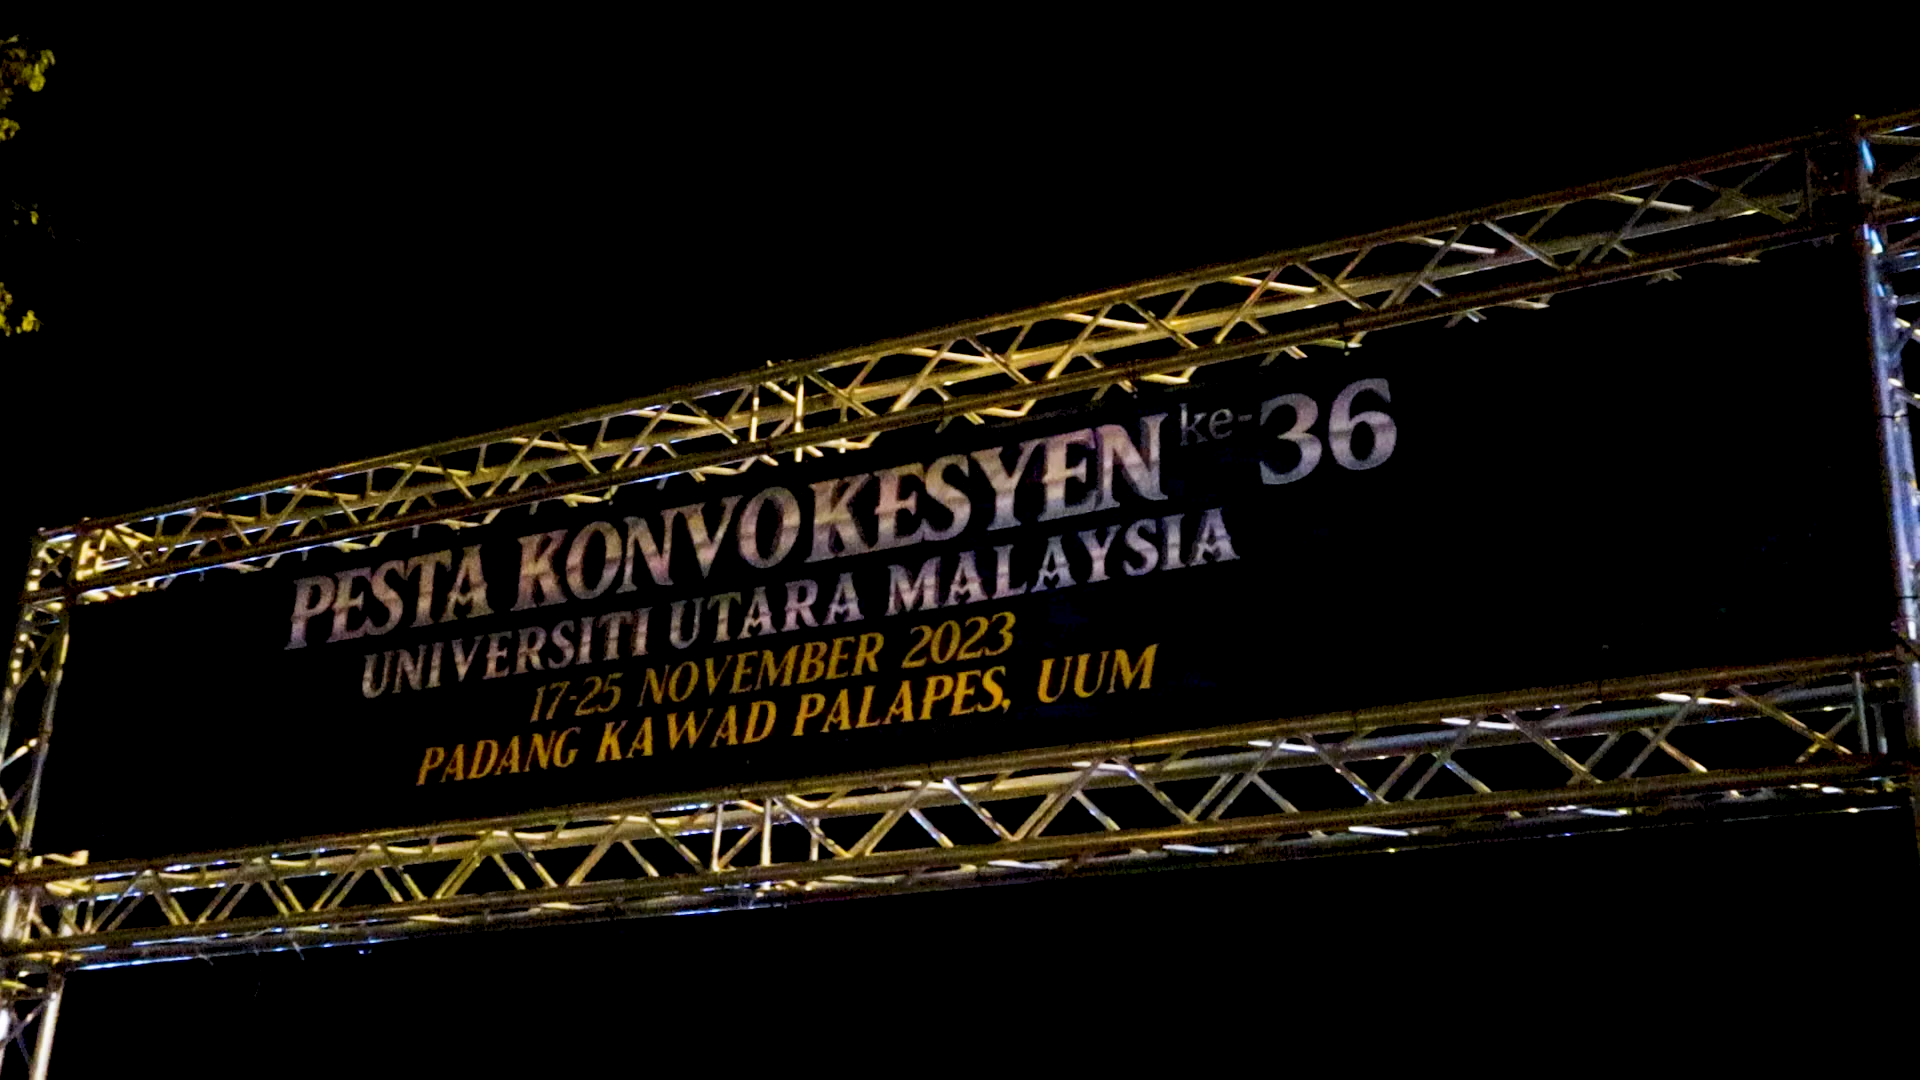 PESTA KONVOKESYEN ke-36
UNIVERSITI UTARA MALAYSIA
17-25 NOVEMBER 2023
PADANG KAWAD PALAPES, UUM